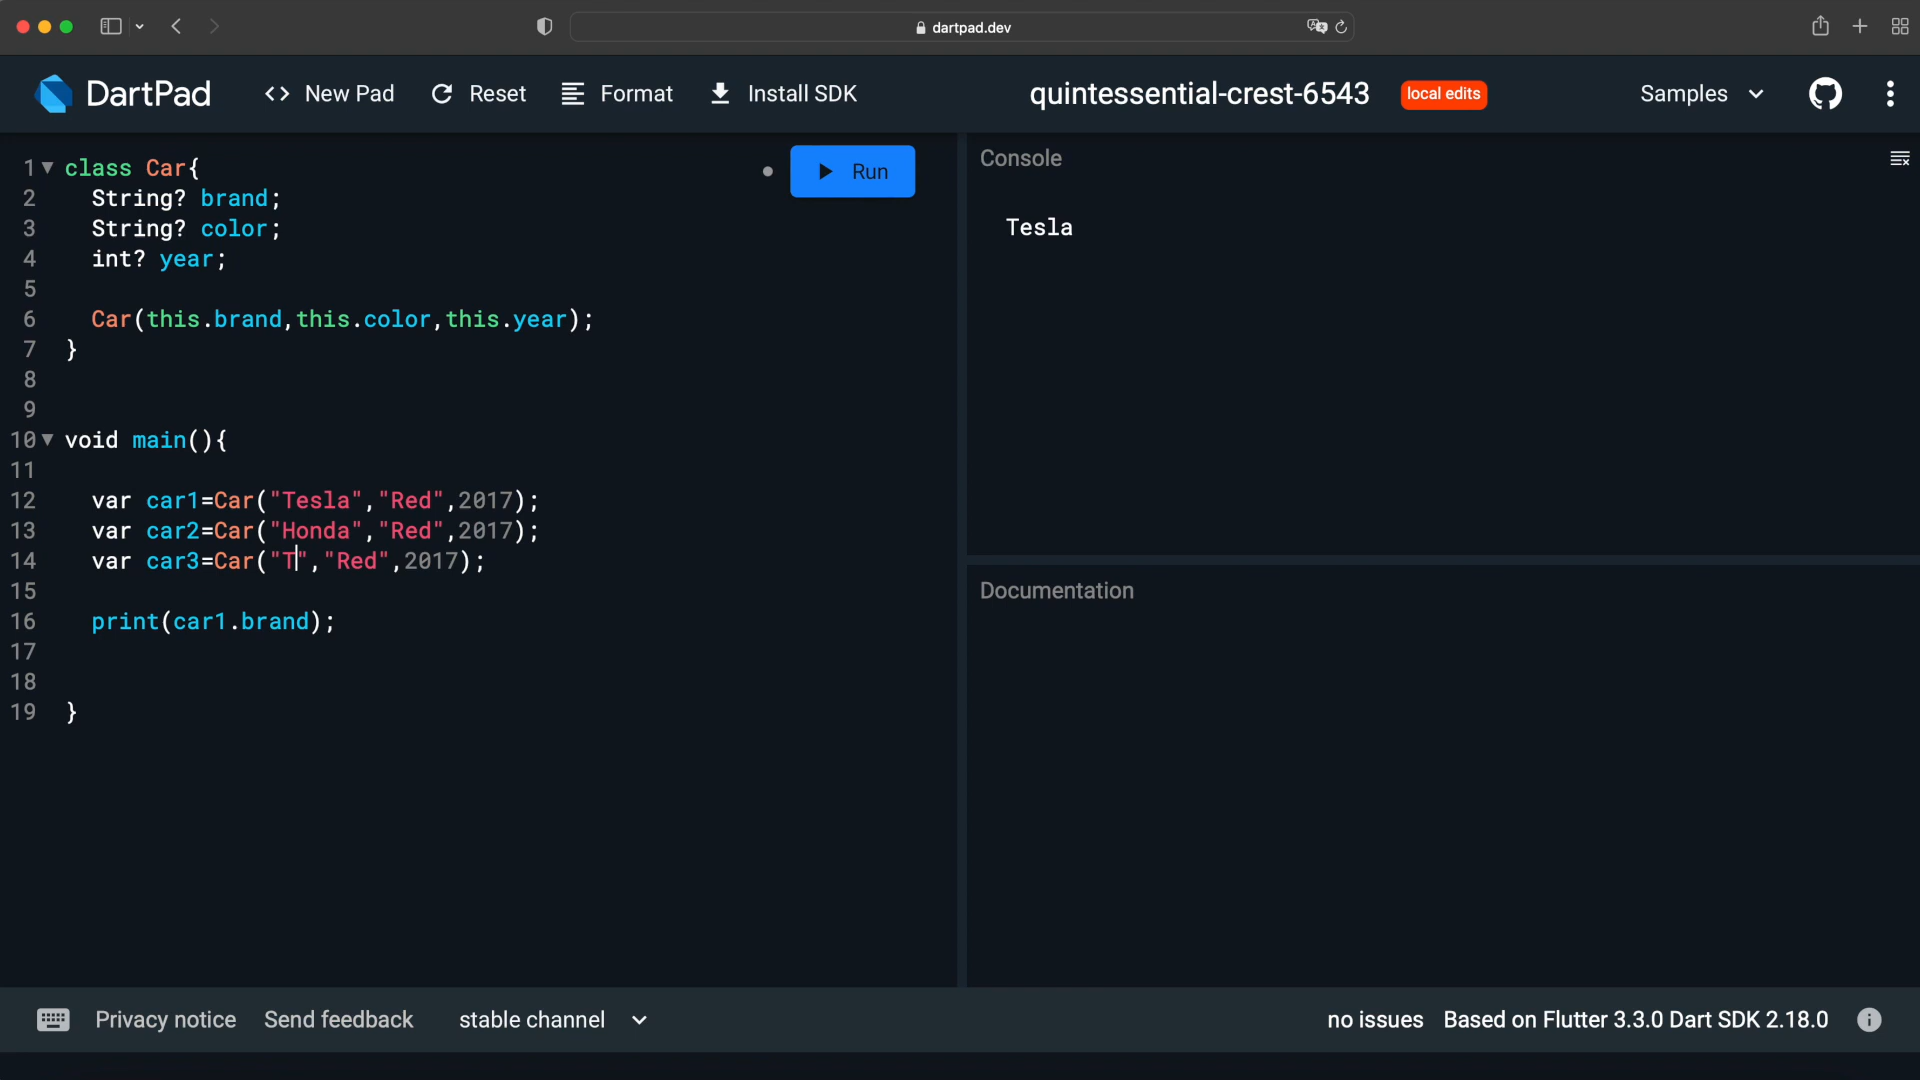 dartpad.dev
DartPad
<> New Pad
Reset
Format
Install SDK
quintessential-crest-6543
local edits
Samples
Run
1 class Car{
2 String? brand;
3 String? color;
4 int? year;
5
6 Car(this.brand,this.color,this.year);
7 }
8
9
10 void main(){
11
12 var car1=Car("Tesla","Red",2017);
13 var car2=Car("Honda","Red",2017);
14 var car3=Car("T","Red",2017);
15
16 print(car1.brand);
17
18
19 }
Console
Tesla
Documentation
Privacy notice
Send feedback
stable channel
no issues
Based on Flutter 3.3.0 Dart SDK 2.18.0